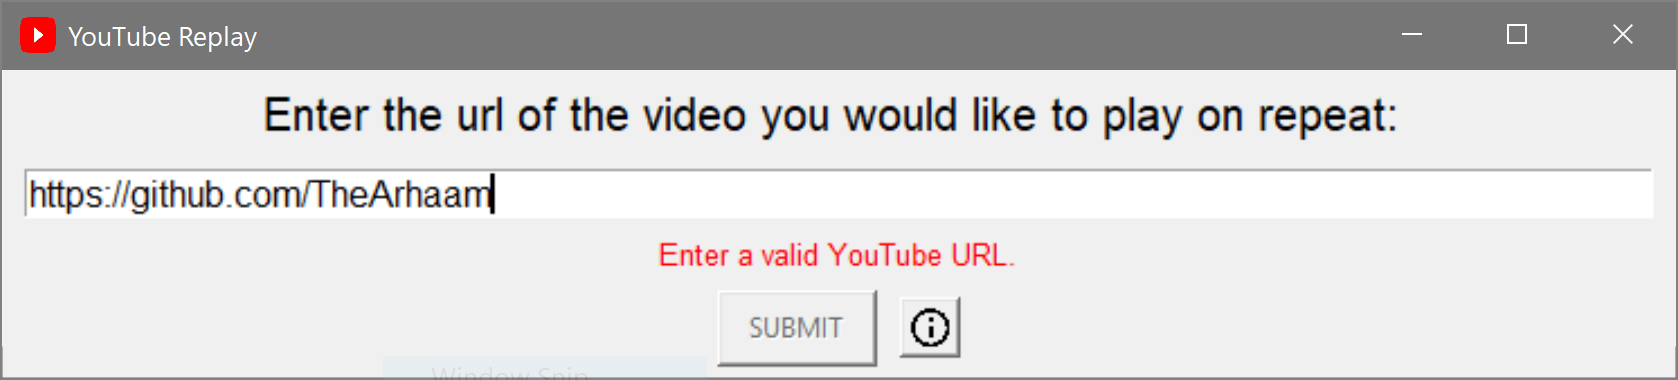 YouTube Replay
Enter the url of the video you would like to play on repeat:
https://github.com/TheArhaam
Enter a valid YouTube URL.
SUBMIT
Window Snip